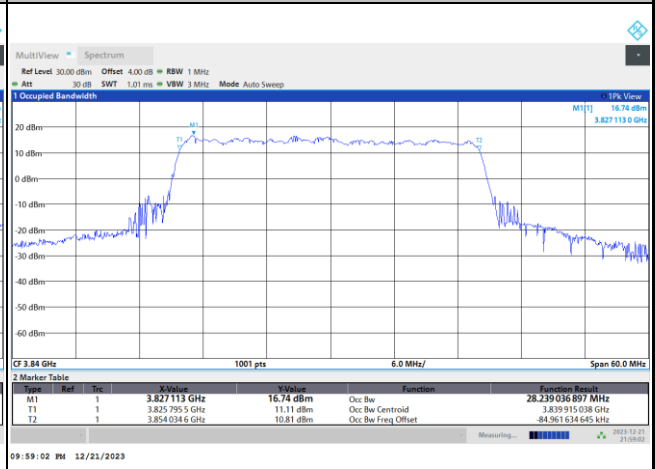 MultiView Spectrum
Ref Level 30.00 dBm Offset 4.00 dB RBW 1 MHz
Att 30 dB SWT 1.01 ms VBW 3 MHz Mode Auto Sweep
1 Occupied Bandwidth 1Pk View
M1[1] 16.74 dBm
3.827 113 0 GHz
20 dBm
M1
T1
T2
10 dBm
0 dBm
-10 dBm
-20 dBm
-30 dBm
-40 dBm
-50 dBm
-60 dBm
CF 3.84 GHz 1001 pts 6.0 MHz/ Span 60.0 MHz
2 Marker Table
Type Ref Trc X-Value Y-Value Function Function Result
M1 1 3.827 113 GHz 16.74 dBm Occ Bw 28.239 036 897 MHz
T1 1 3.825 795 5 GHz 11.11 dBm Occ Bw Centroid 3.839 915 038 GHz
T2 1 3.854 034 6 GHz 10.81 dBm Occ Bw Freq Offset -84.961 634 645 kHz
Measuring... 2023-12-21
21:59:02
09:59:02 PM 12/21/2023